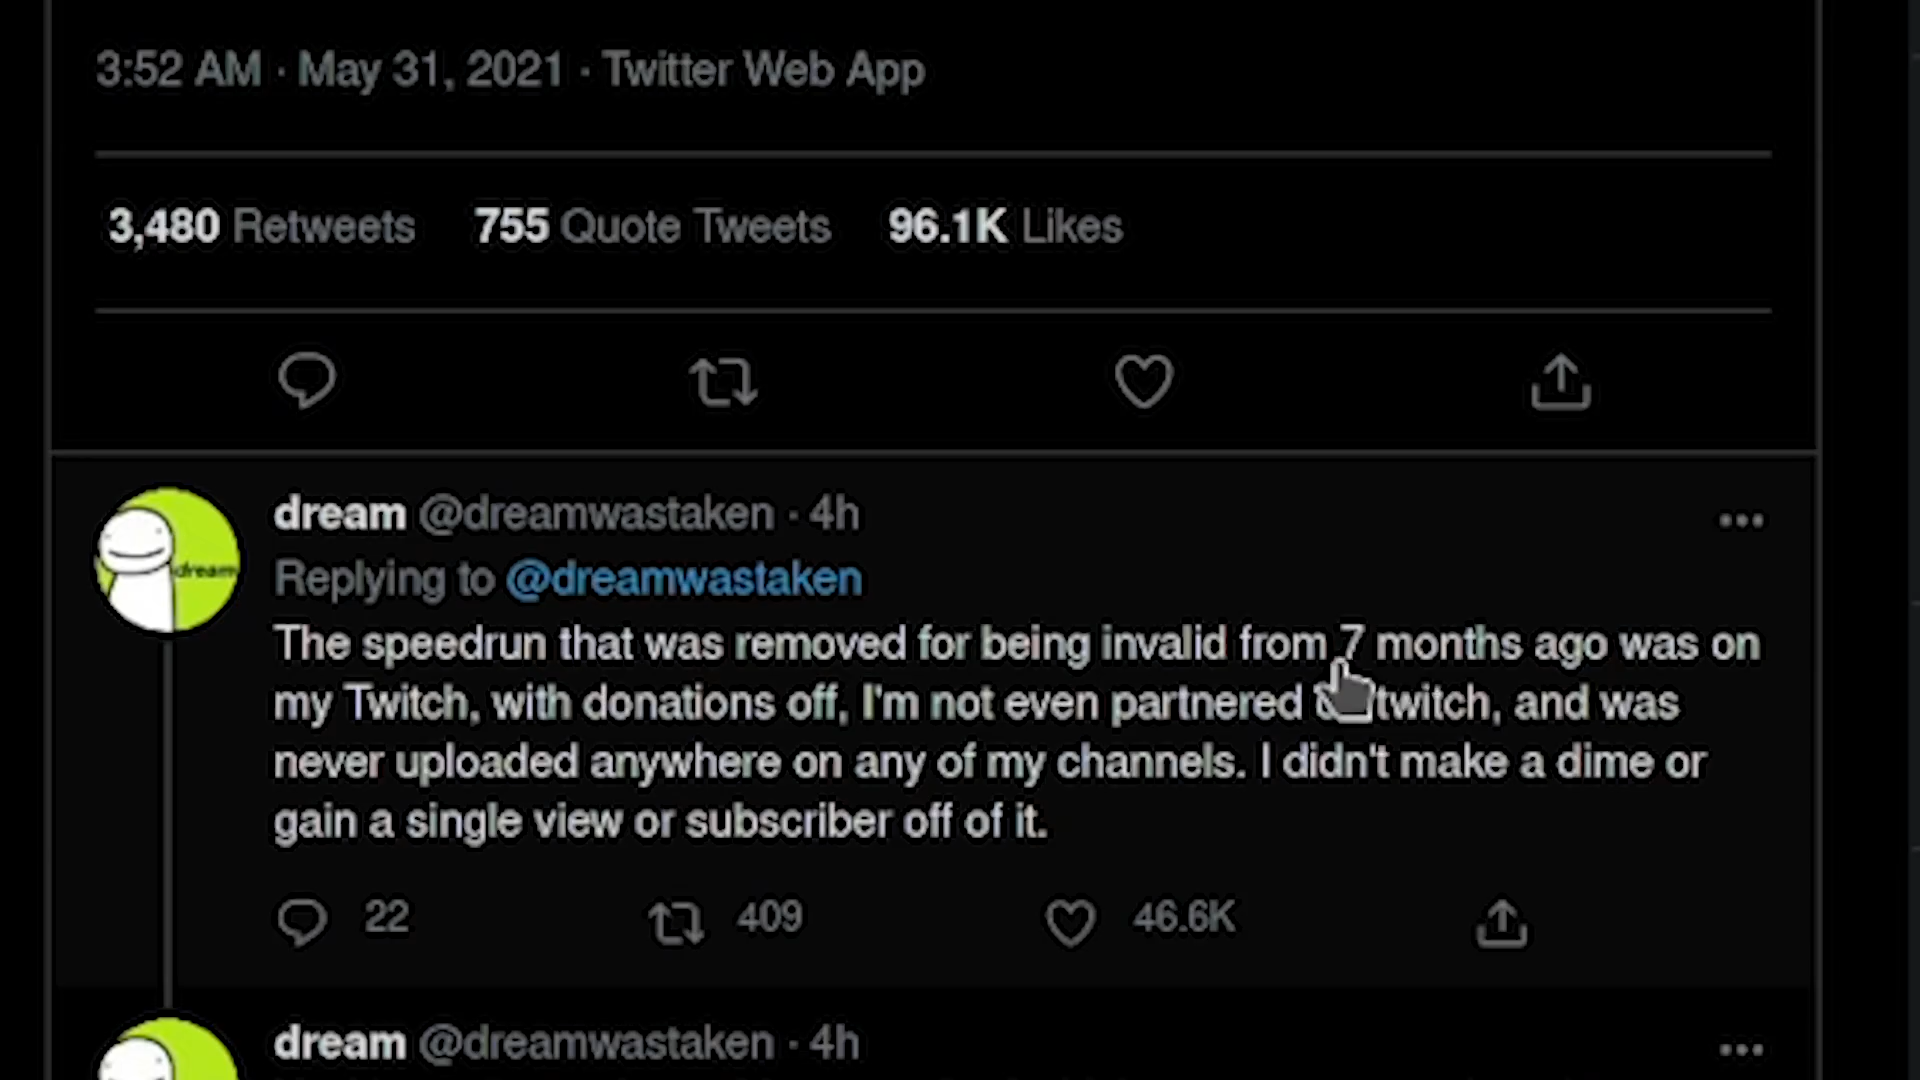 3:52 AM · May 31, 2021 · Twitter Web App
3,480 Retweets 755 Quote Tweets 96.1K Likes
dream @dreamwastaken · 4h
Replying to @dreamwastaken
dream
The speedrun that was removed for being invalid from 7 months ago was on
my Twitch, with donations off, I'm not even partnered twitch, and was
never uploaded anywhere on any of my channels. I didn't make a dime or
gain a single view or subscriber off of it.
22 409 46.6K
dream @dreamwastaken · 4h